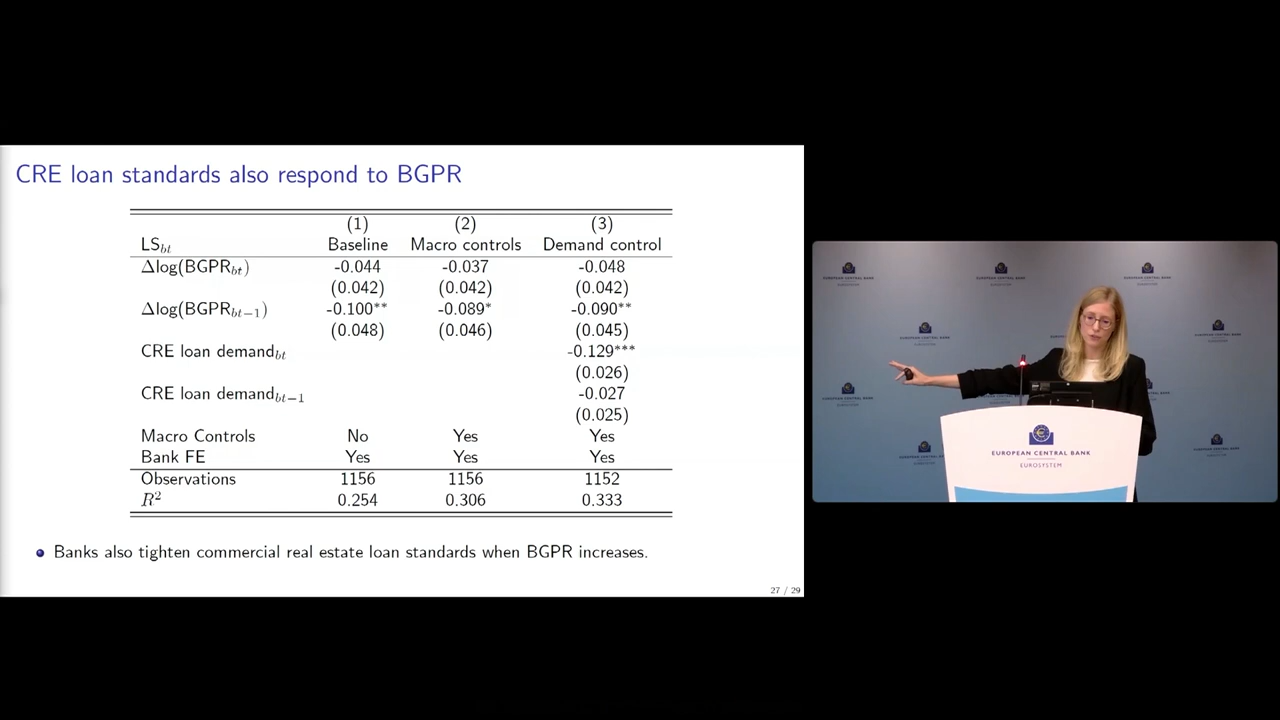 CRE loan standards also respond to BGPR
(1) (2) (3)
LS_bt Baseline Macro controls Demand control
Δlog(BGPR_bt) -0.044 -0.037 -0.048
(0.042) (0.042) (0.042)
Δlog(BGPR_bt−1) -0.100** -0.089* -0.090**
(0.048) (0.046) (0.045)
CRE loan demand_bt -0.129***
(0.026)
CRE loan demand_bt−1 -0.027
(0.025)
Macro Controls No Yes Yes
Bank FE Yes Yes Yes
Observations 1156 1156 1152
R² 0.254 0.306 0.333
Banks also tighten commercial real estate loan standards when BGPR increases.
27 / 29
EUROPEAN CENTRAL BANK
EUROSYSTEM